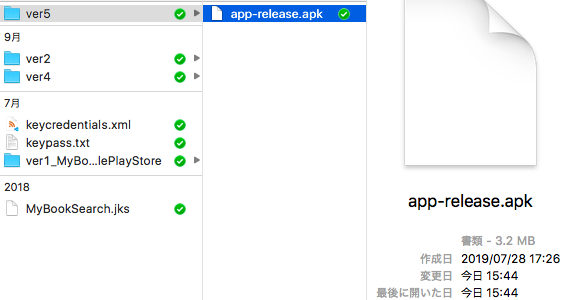 ver5
9月
ver2
ver4
7月
keycredentials.xml
keypass.txt
ver1_MyBo...lePlayStore
2018
MyBookSearch.jks
app-release.apk
app-release.apk
書類 - 3.2 MB
作成日 2019/07/28 17:26
変更日 今日 15:44
最後に開いた日 今日 15:44